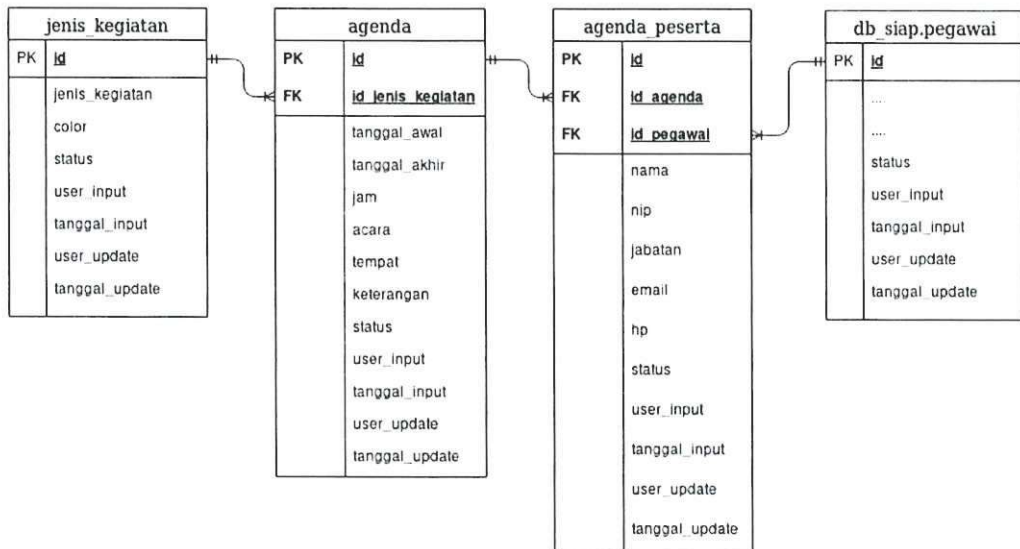 jenis_kegiatan
PK id
jenis_kegiatan
color
status
user_input
tanggal_input
user_update
tanggal_update
agenda
PK id
FK id_jenis_kegiatan
tanggal_awal
tanggal_akhir
jam
acara
tempat
keterangan
status
user_input
tanggal_input
user_update
tanggal_update
agenda_peserta
PK id
FK id_agenda
FK id_pegawai
nama
nip
jabatan
email
hp
status
user_input
tanggal_input
user_update
tanggal_update
db_siap.pegawai
PK id
....
....
status
user_input
tanggal_input
user_update
tanggal_update